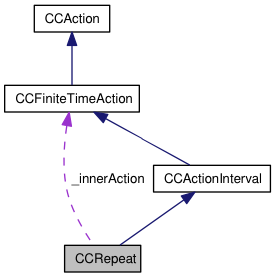 CCAction
CCFiniteTimeAction
_innerAction
CCActionInterval
CCRepeat